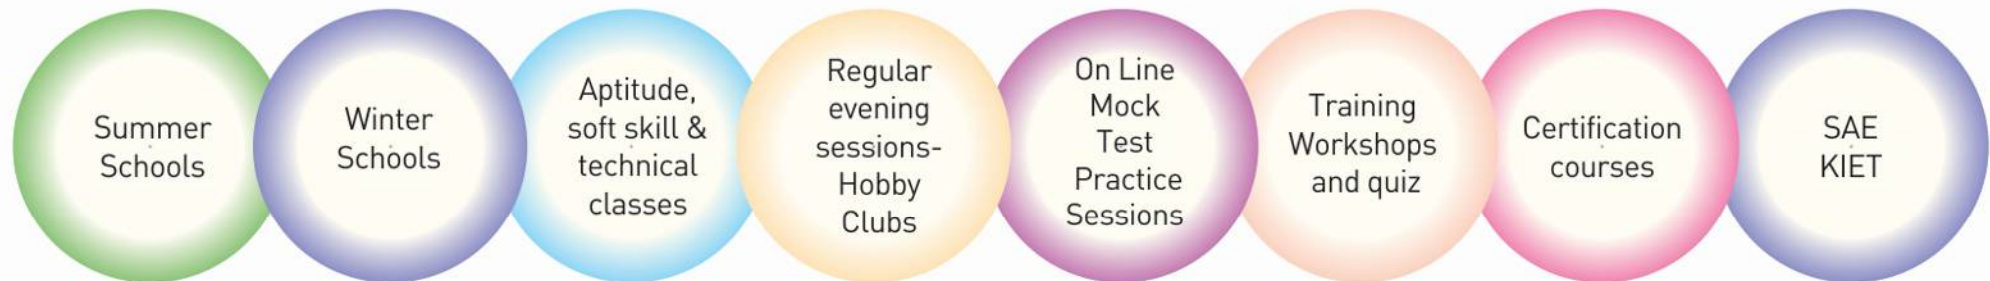 Summer
Schools
Winter
Schools
Aptitude,
soft skill &
technical
classes
Regular
evening
sessions-
Hobby
Clubs
On Line
Mock
Test
Practice
Sessions
Training
Workshops
and quiz
Certification
courses
SAE
KIET